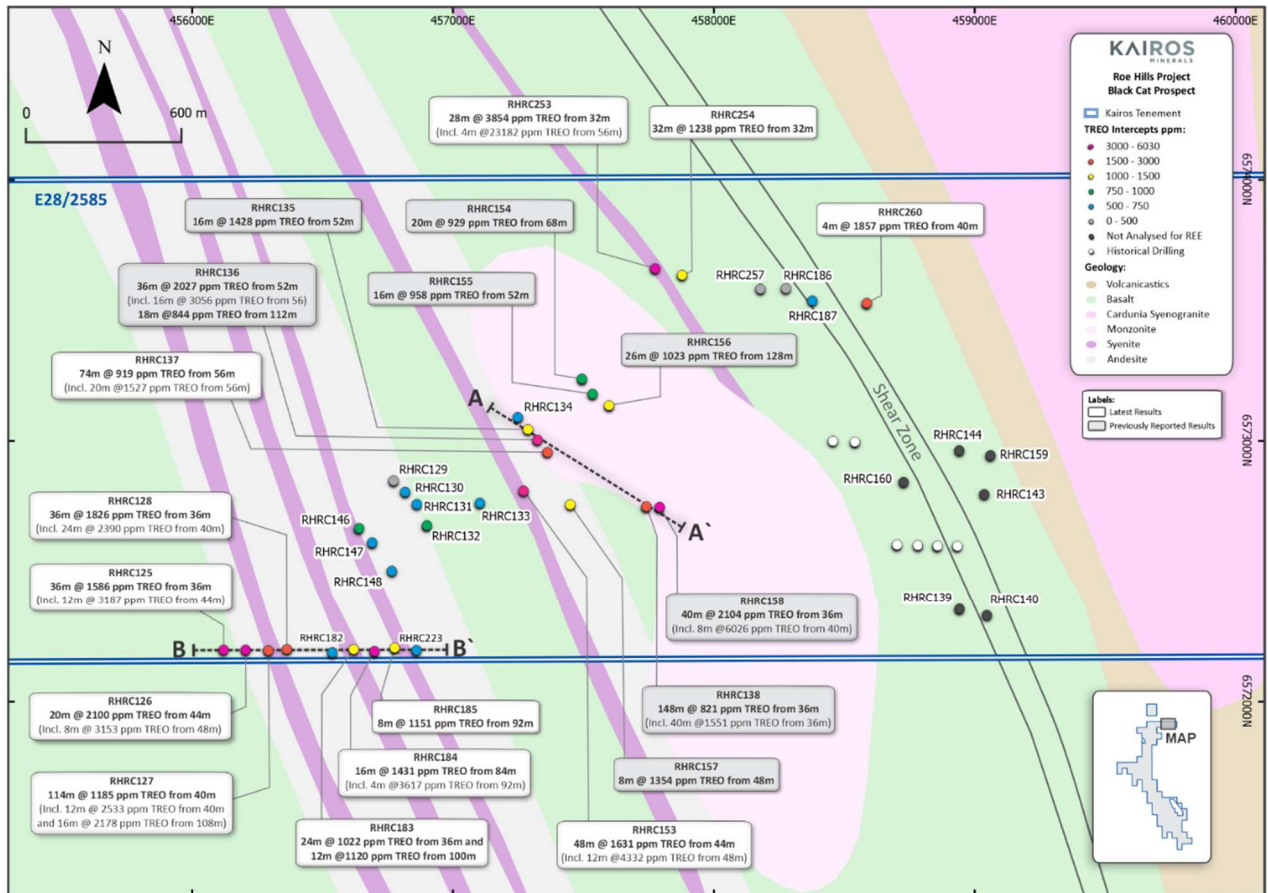 456000E
457000E
458000E
459000E
460000E
N
0
600 m
KAIROS
MINERALS
Roe Hills Project
Black Cat Prospect
Kairos Tenement
TREO Intercepts ppm:
3000 - 6030
1500 - 3000
1000 - 1500
750 - 1000
500 - 750
0 - 500
Not Analysed for REE
Historical Drilling
Geology:
Volcanicastics
Basalt
Cardunia Syenogranite
Monzonite
Syenite
Andesite
Labels:
Latest Results
Previously Reported Results
RHRC253
28m @ 3854 ppm TREO from 32m
(Incl. 4m @23182 ppm TREO from 56m)
RHRC254
32m @ 1238 ppm TREO from 32m
6574000N
E28/2585
RHRC135
16m @ 1428 ppm TREO from 52m
RHRC154
20m @ 929 ppm TREO from 68m
RHRC260
4m @ 1857 ppm TREO from 40m
RHRC136
36m @ 2027 ppm TREO from 52m
(Incl. 16m @ 3056 ppm TREO from 56)
18m @844 ppm TREO from 112m
RHRC155
16m @ 958 ppm TREO from 52m
RHRC257
RHRC186
RHRC187
RHRC156
26m @ 1023 ppm TREO from 128m
RHRC137
74m @ 919 ppm TREO from 56m
(Incl. 20m @1527 ppm TREO from 56m)
A
RHRC134
Shear Zone
6573000N
RHRC144
RHRC159
RHRC160
RHRC143
RHRC129
RHRC130
RHRC131
RHRC133
RHRC132
RHRC146
RHRC147
RHRC148
A`
RHRC128
36m @ 1826 ppm TREO from 36m
(Incl. 24m @ 2390 ppm TREO from 40m)
RHRC125
36m @ 1586 ppm TREO from 36m
(Incl. 12m @ 3187 ppm TREO from 44m)
RHRC158
40m @ 2104 ppm TREO from 36m
(Incl. 8m @6026 ppm TREO from 40m)
RHRC139
RHRC140
B
RHRC182
RHRC223
B`
RHRC126
20m @ 2100 ppm TREO from 44m
(Incl. 8m @ 3153 ppm TREO from 48m)
RHRC185
8m @ 1151 ppm TREO from 92m
RHRC138
148m @ 821 ppm TREO from 36m
(Incl. 40m @1551 ppm TREO from 36m)
6572000N
MAP
RHRC184
16m @ 1431 ppm TREO from 84m
(Incl. 4m @3617 ppm TREO from 92m)
RHRC157
8m @ 1354 ppm TREO from 48m
RHRC127
114m @ 1185 ppm TREO from 40m
(Incl. 12m @ 2533 ppm TREO from 40m
and 16m @ 2178 ppm TREO from 108m)
RHRC183
24m @ 1022 ppm TREO from 36m and
12m @1120 ppm TREO from 100m
RHRC153
48m @ 1631 ppm TREO from 44m
(Incl. 12m @4332 ppm TREO from 48m)